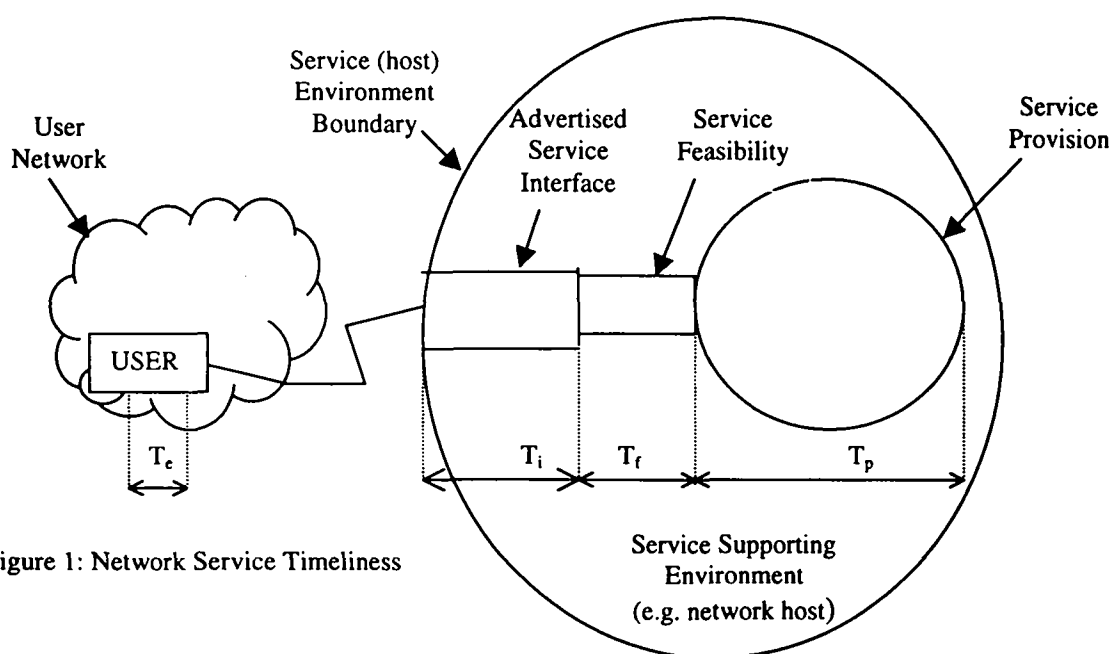 Service (host)
Environment
Boundary
User
Network
Advertised
Service
Interface
Service
Feasibility
Service
Provision
USER
Te
Ti
Tf
Tp
igure 1: Network Service Timeliness
Service Supporting
Environment
(e.g. network host)